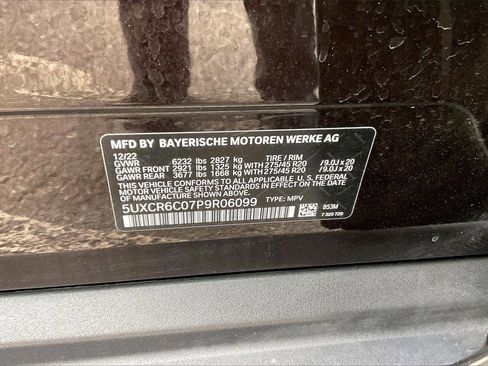 MFD BY BAYERISCHE MOTOREN WERKE AG
12/22 TIRE / RIM
GVWR 6232 lbs 2827 kg
GAWR FRONT 2921 lbs 1325 kg WITH 275/45 R20 /9.0J x 20
GAWR REAR 3677 lbs 1668 kg WITH 275/45 R20 /9.0J x 20
THIS VEHICLE CONFORMS TO ALL APPLICABLE U.S. FEDERAL
MOTOR VEHICLE SAFETY STANDARDS IN EFFECT ON THE
DATE OF MANUFACTURE SHOWN ABOVE.
5UXCR6C07P9R06099 TYPE: MPV
B53M
7 320 729